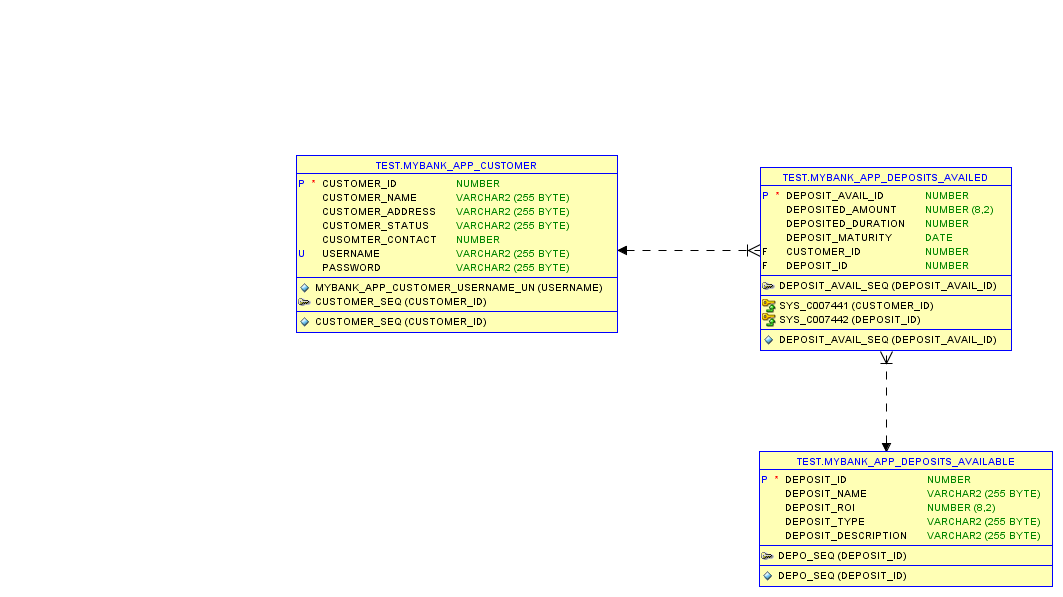 TEST.MYBANK_APP_CUSTOMER
P * CUSTOMER_ID NUMBER
CUSTOMER_NAME VARCHAR2 (255 BYTE)
CUSTOMER_ADDRESS VARCHAR2 (255 BYTE)
CUSTOMER_STATUS VARCHAR2 (255 BYTE)
CUSOMTER_CONTACT NUMBER
U USERNAME VARCHAR2 (255 BYTE)
PASSWORD VARCHAR2 (255 BYTE)
MYBANK_APP_CUSTOMER_USERNAME_UN (USERNAME)
CUSTOMER_SEQ (CUSTOMER_ID)
CUSTOMER_SEQ (CUSTOMER_ID)
TEST.MYBANK_APP_DEPOSITS_AVAILED
P * DEPOSIT_AVAIL_ID NUMBER
DEPOSITED_AMOUNT NUMBER (8,2)
DEPOSITED_DURATION NUMBER
DEPOSIT_MATURITY DATE
F CUSTOMER_ID NUMBER
F DEPOSIT_ID NUMBER
DEPOSIT_AVAIL_SEQ (DEPOSIT_AVAIL_ID)
SYS_C007441 (CUSTOMER_ID)
SYS_C007442 (DEPOSIT_ID)
DEPOSIT_AVAIL_SEQ (DEPOSIT_AVAIL_ID)
TEST.MYBANK_APP_DEPOSITS_AVAILABLE
P * DEPOSIT_ID NUMBER
DEPOSIT_NAME VARCHAR2 (255 BYTE)
DEPOSIT_ROI NUMBER (8,2)
DEPOSIT_TYPE VARCHAR2 (255 BYTE)
DEPOSIT_DESCRIPTION VARCHAR2 (255 BYTE)
DEPO_SEQ (DEPOSIT_ID)
DEPO_SEQ (DEPOSIT_ID)